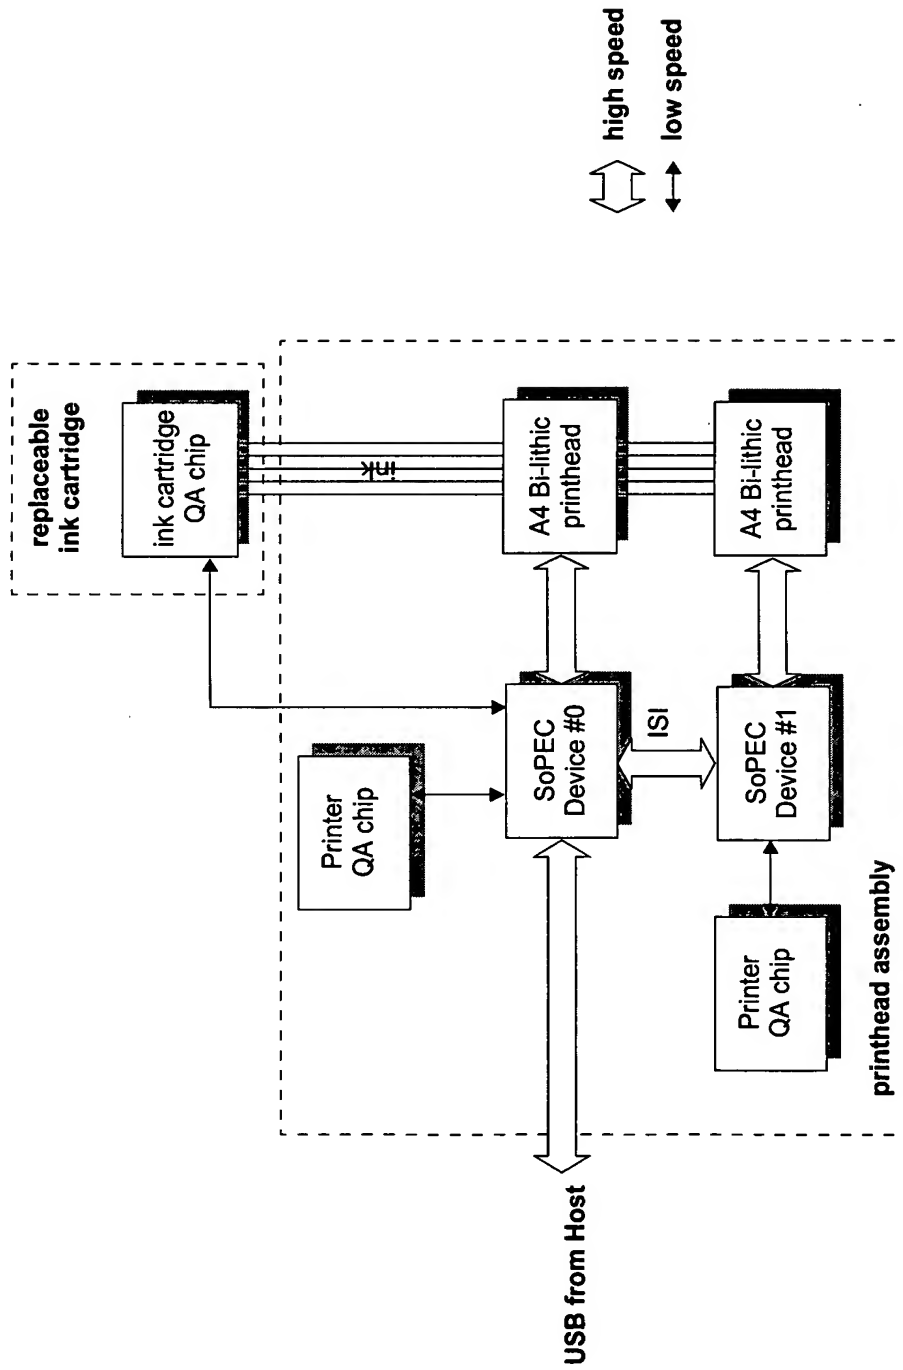 replaceable
ink cartridge
ink cartridge
QA chip
Printer
QA chip
ink
USB from Host
SoPEC
Device #0
A4 Bi-lithic
printhead
high speed
low speed
ISI
Printer
QA chip
SoPEC
Device #1
A4 Bi-lithic
printhead
printhead assembly